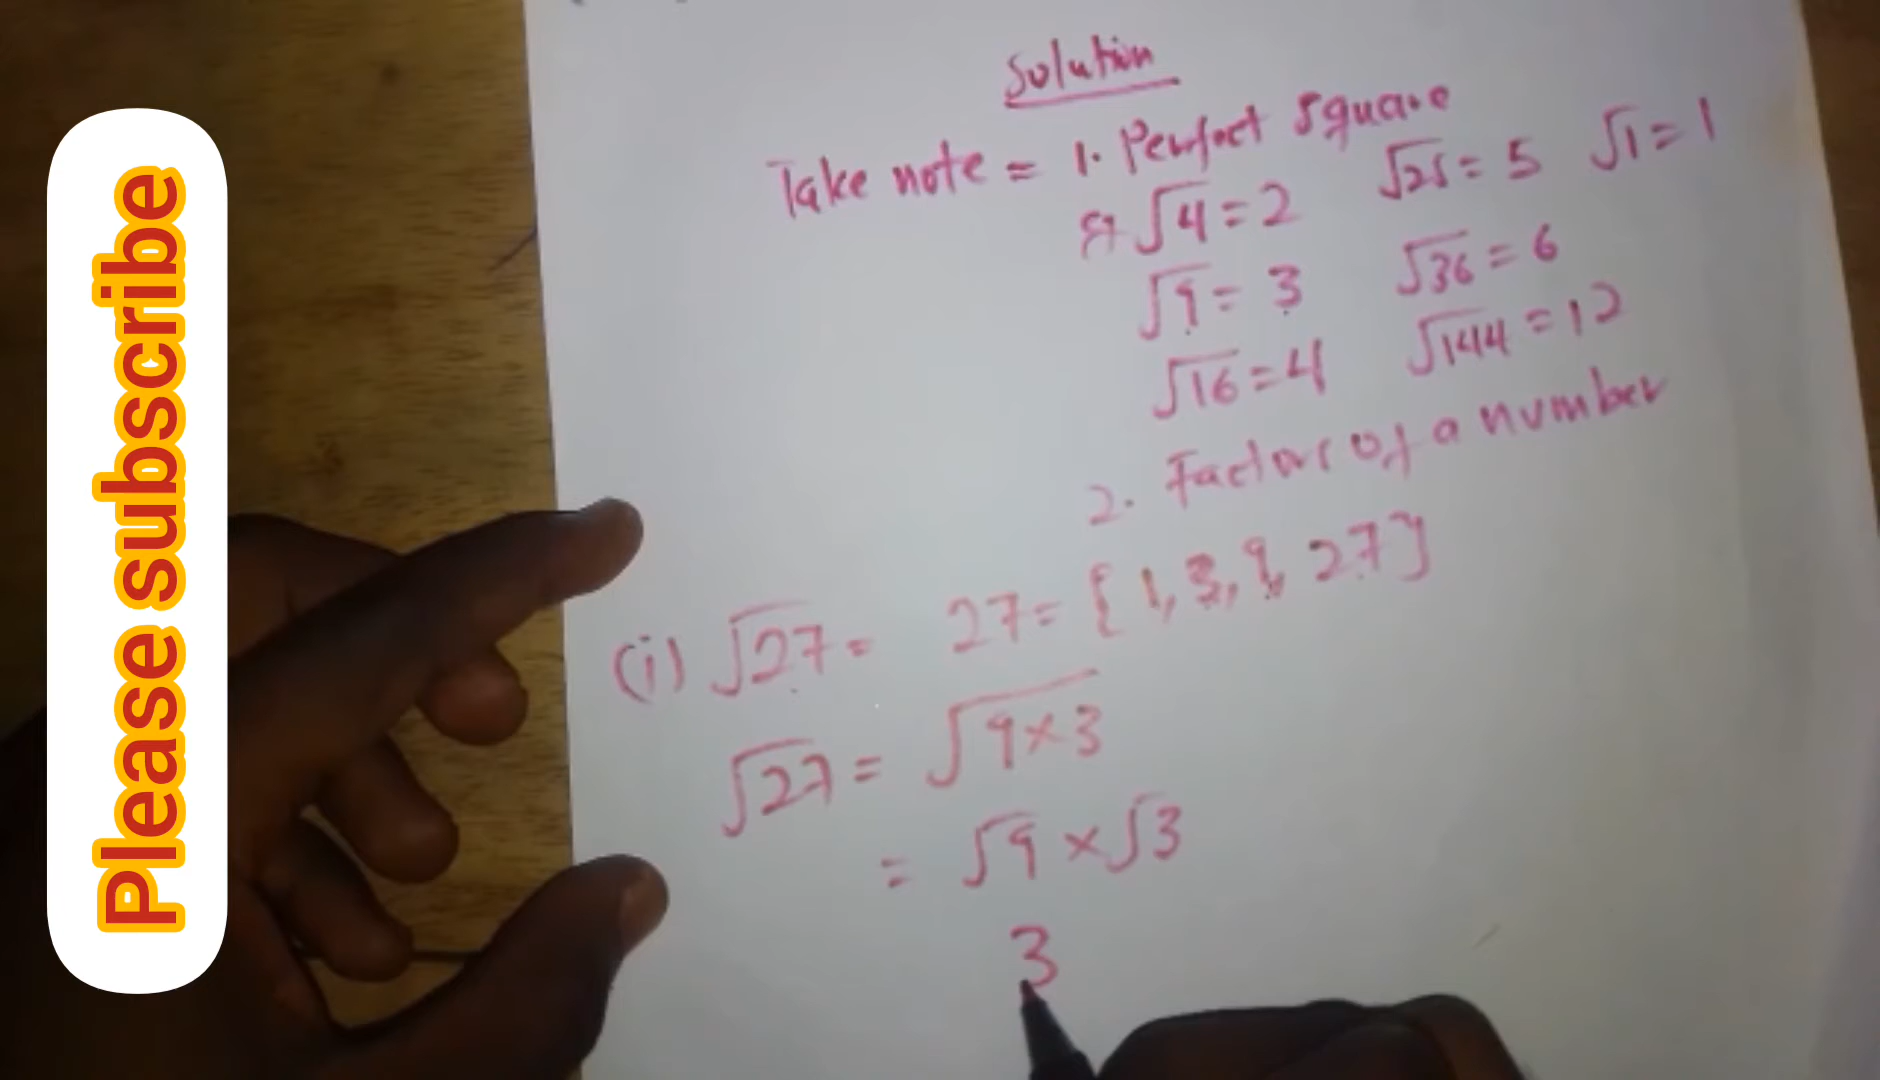 Please subscribe
Solution
Take note = 1. Perfect square
√4 = 2 √25 = 5 √1 = 1
√9 = 3 √36 = 6
√16 = 4 √144 = 12
2. Factors of a number
(i) √27 = 27 = {1, 3, 9, 27}
√27 = √9×3
= √9 × √3
3